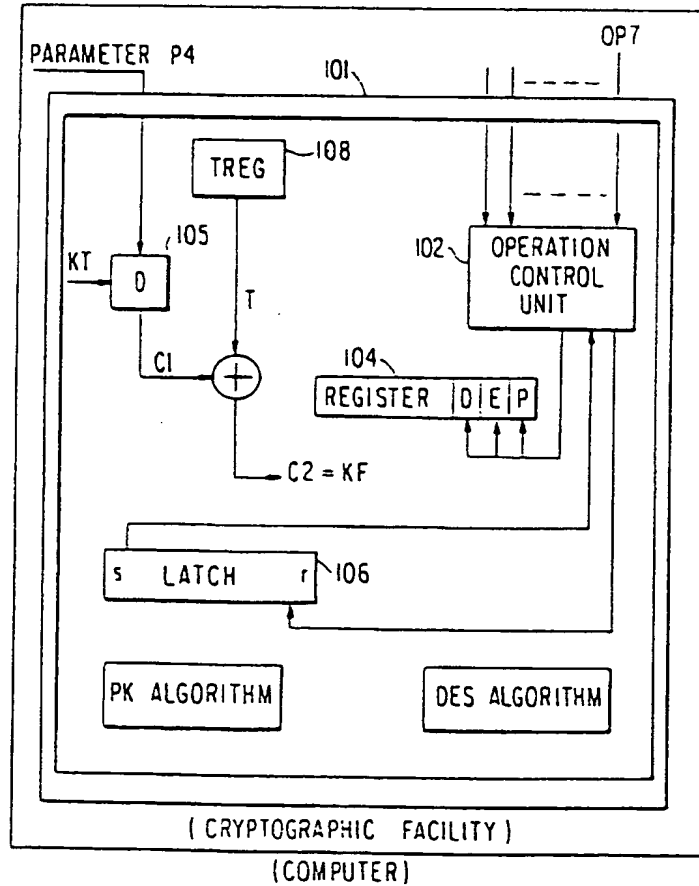 PARAMETER P4
OP7
101
TREG
108
105
KT
D
T
102
OPERATION
CONTROL
UNIT
C1
104
REGISTER D E P
C2 = KF
s LATCH r
106
PK ALGORITHM
DES ALGORITHM
(CRYPTOGRAPHIC FACILITY)
(COMPUTER)